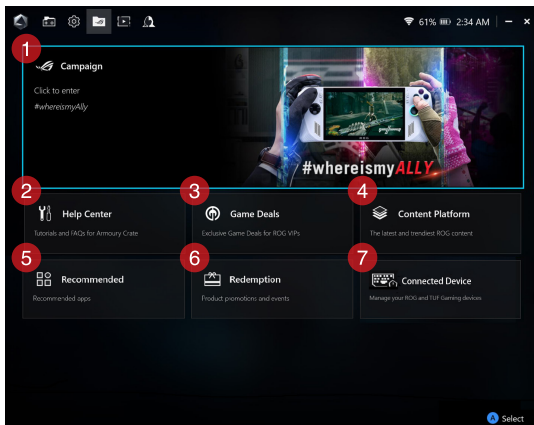 61% 2:34 AM
1
Campaign
Click to enter
#whereismyAlly
#whereismyALLY
2
Help Center
Tutorials and FAQs for Armoury Crate
3
Game Deals
Exclusive Game Deals for ROG VIPs
4
Content Platform
The latest and trendiest ROG content
5
Recommended
Recommended apps
6
Redemption
Product promotions and events
7
Connected Device
Manage your ROG and TUF Gaming devices
A Select